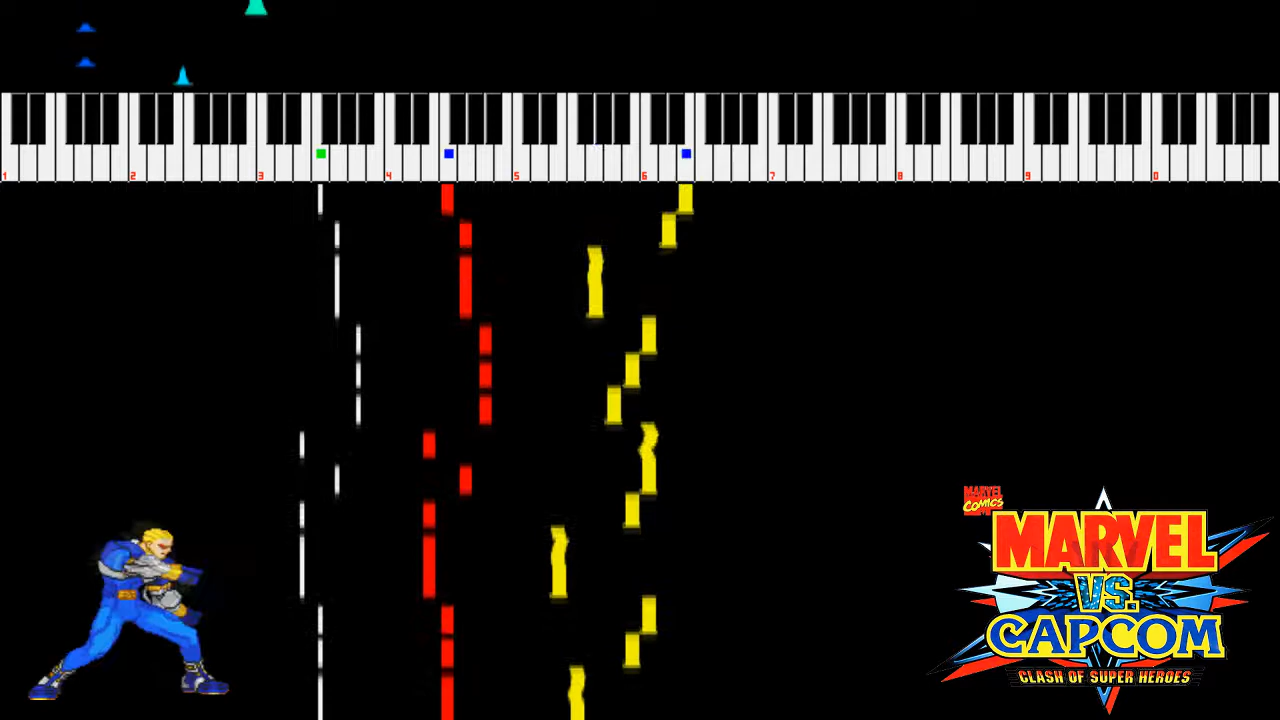 1 2 3 4 5 6 7 8 9 0
MARVEL
COMICS
MARVEL
VS.
CAPCOM
CLASH OF SUPER HEROES